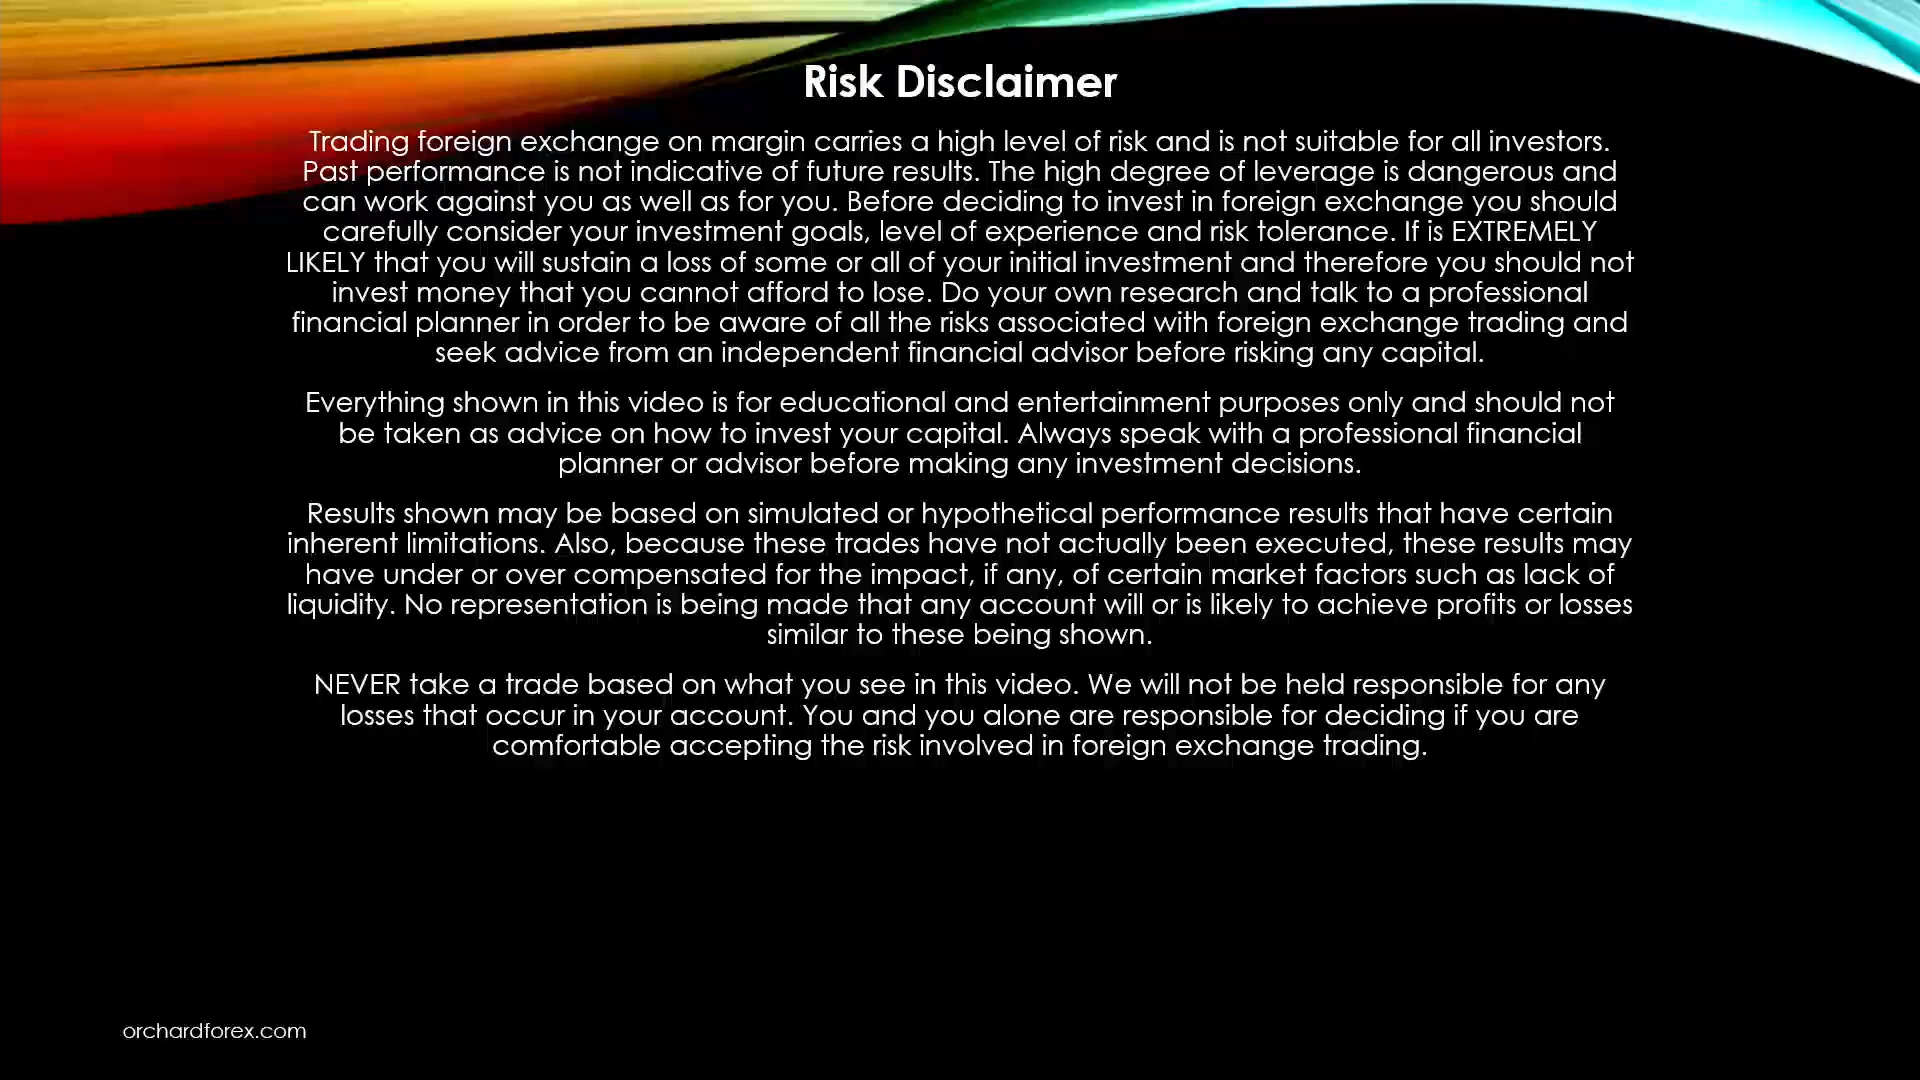 Risk Disclaimer
Trading foreign exchange on margin carries a high level of risk and is not suitable for all investors.
Past performance is not indicative of future results. The high degree of leverage is dangerous and
can work against you as well as for you. Before deciding to invest in foreign exchange you should
carefully consider your investment goals, level of experience and risk tolerance. If is EXTREMELY
LIKELY that you will sustain a loss of some or all of your initial investment and therefore you should not
invest money that you cannot afford to lose. Do your own research and talk to a professional
financial planner in order to be aware of all the risks associated with foreign exchange trading and
seek advice from an independent financial advisor before risking any capital.
Everything shown in this video is for educational and entertainment purposes only and should not
be taken as advice on how to invest your capital. Always speak with a professional financial
planner or advisor before making any investment decisions.
Results shown may be based on simulated or hypothetical performance results that have certain
inherent limitations. Also, because these trades have not actually been executed, these results may
have under or over compensated for the impact, if any, of certain market factors such as lack of
liquidity. No representation is being made that any account will or is likely to achieve profits or losses
similar to these being shown.
NEVER take a trade based on what you see in this video. We will not be held responsible for any
losses that occur in your account. You and you alone are responsible for deciding if you are
comfortable accepting the risk involved in foreign exchange trading.
orchardforex.com